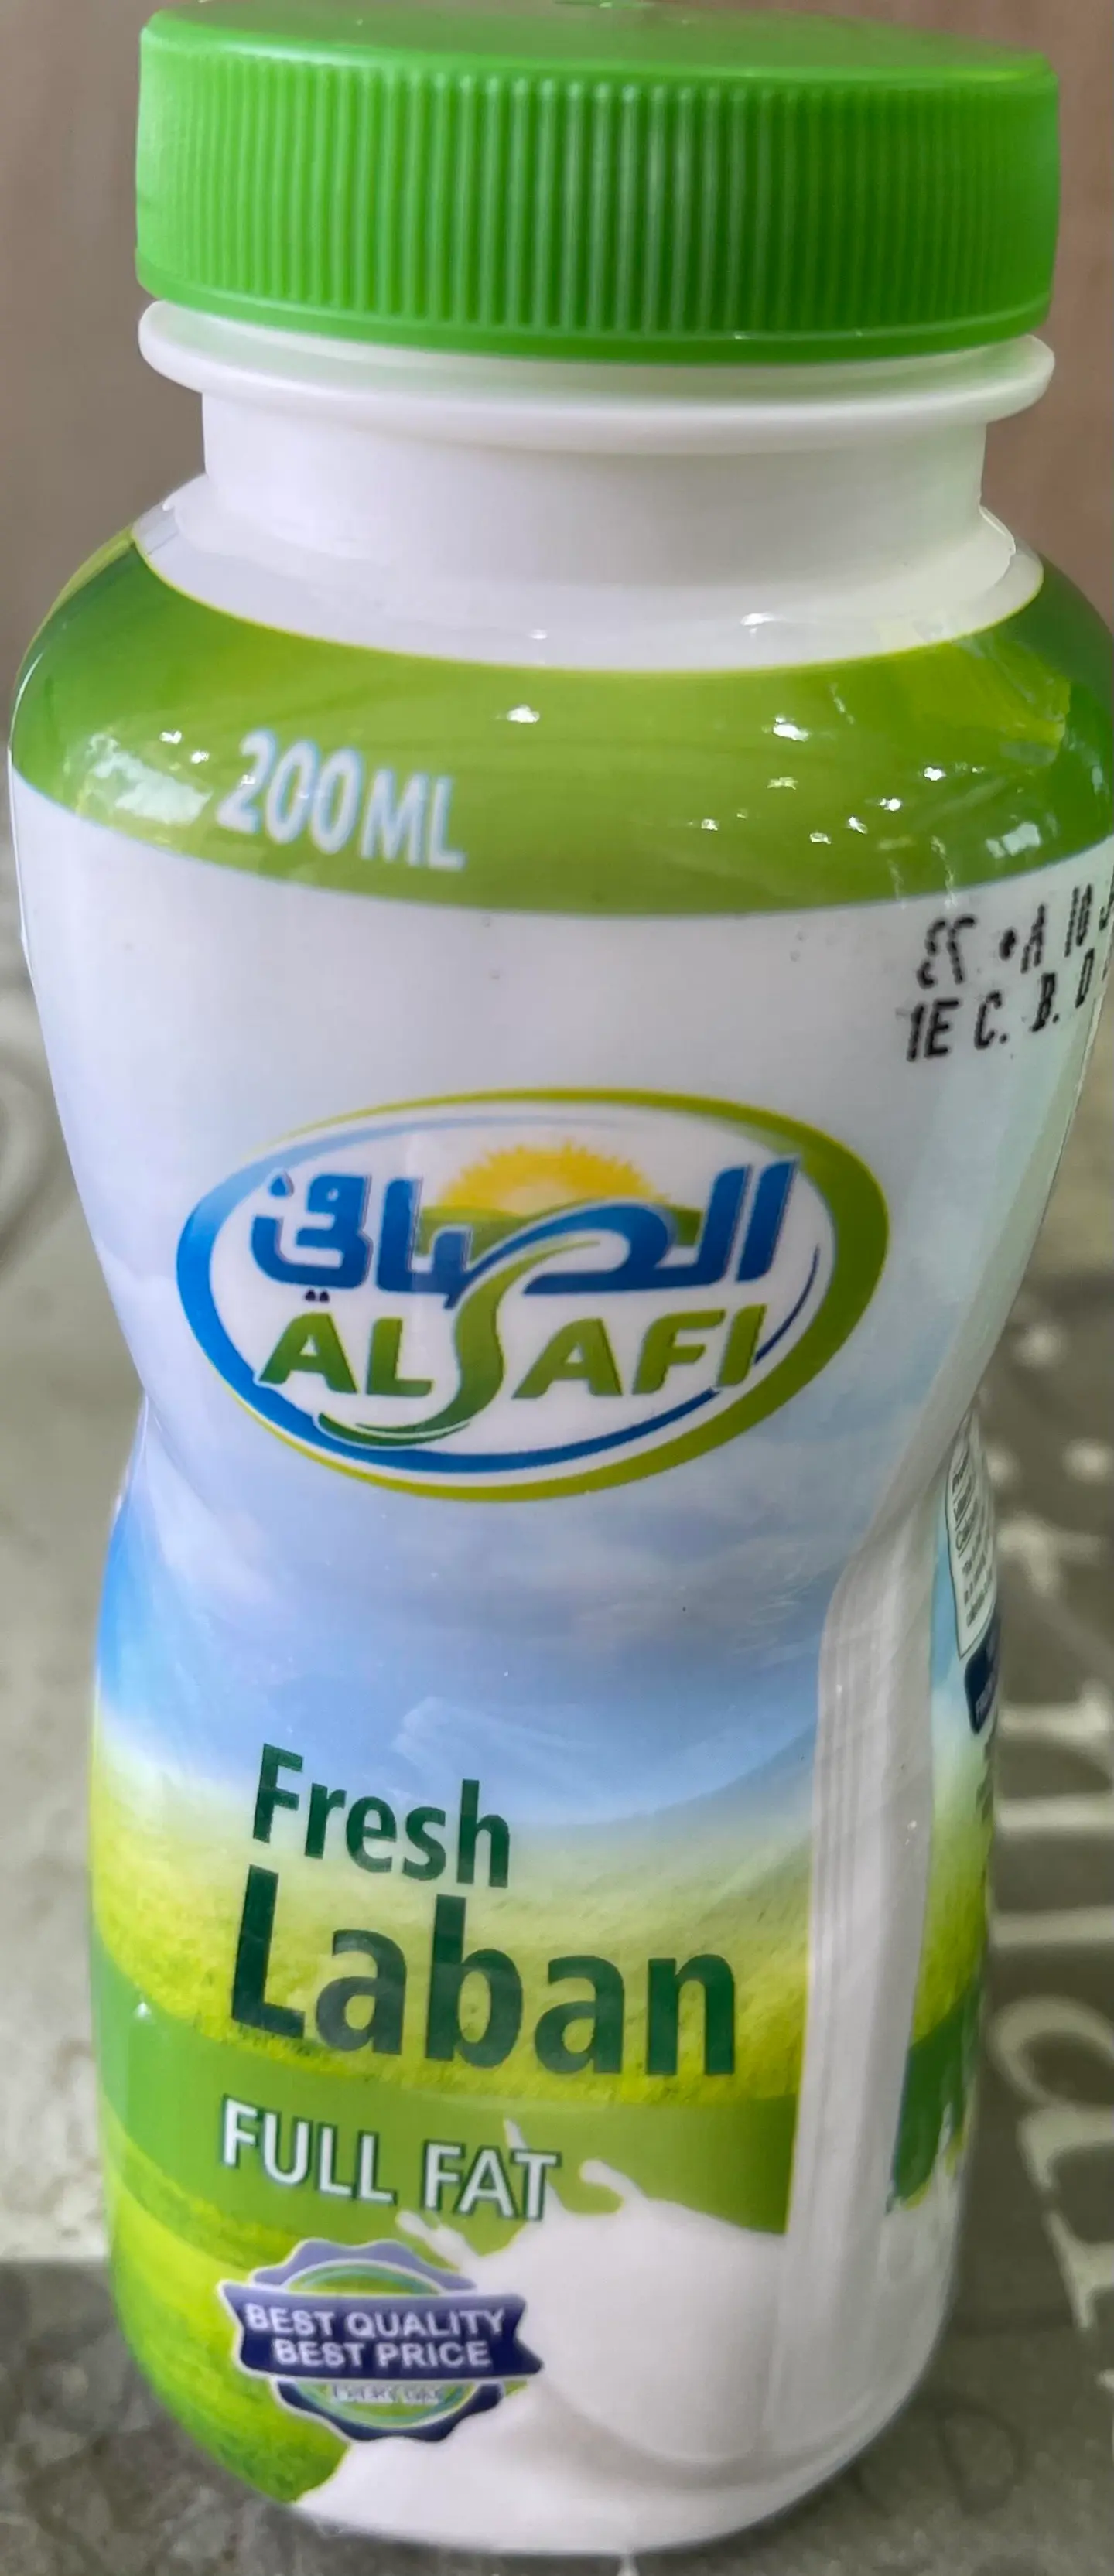 200ML
الصافي
ALSAFI
Fresh
Laban
FULL FAT
BEST QUALITY
BEST PRICE